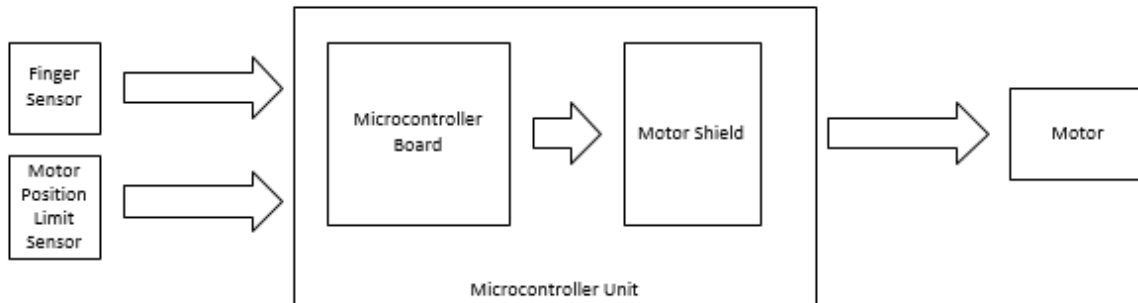 Finger
Sensor
Motor
Position
Limit
Sensor
Microcontroller
Board
Motor Shield
Motor
Microcontroller Unit